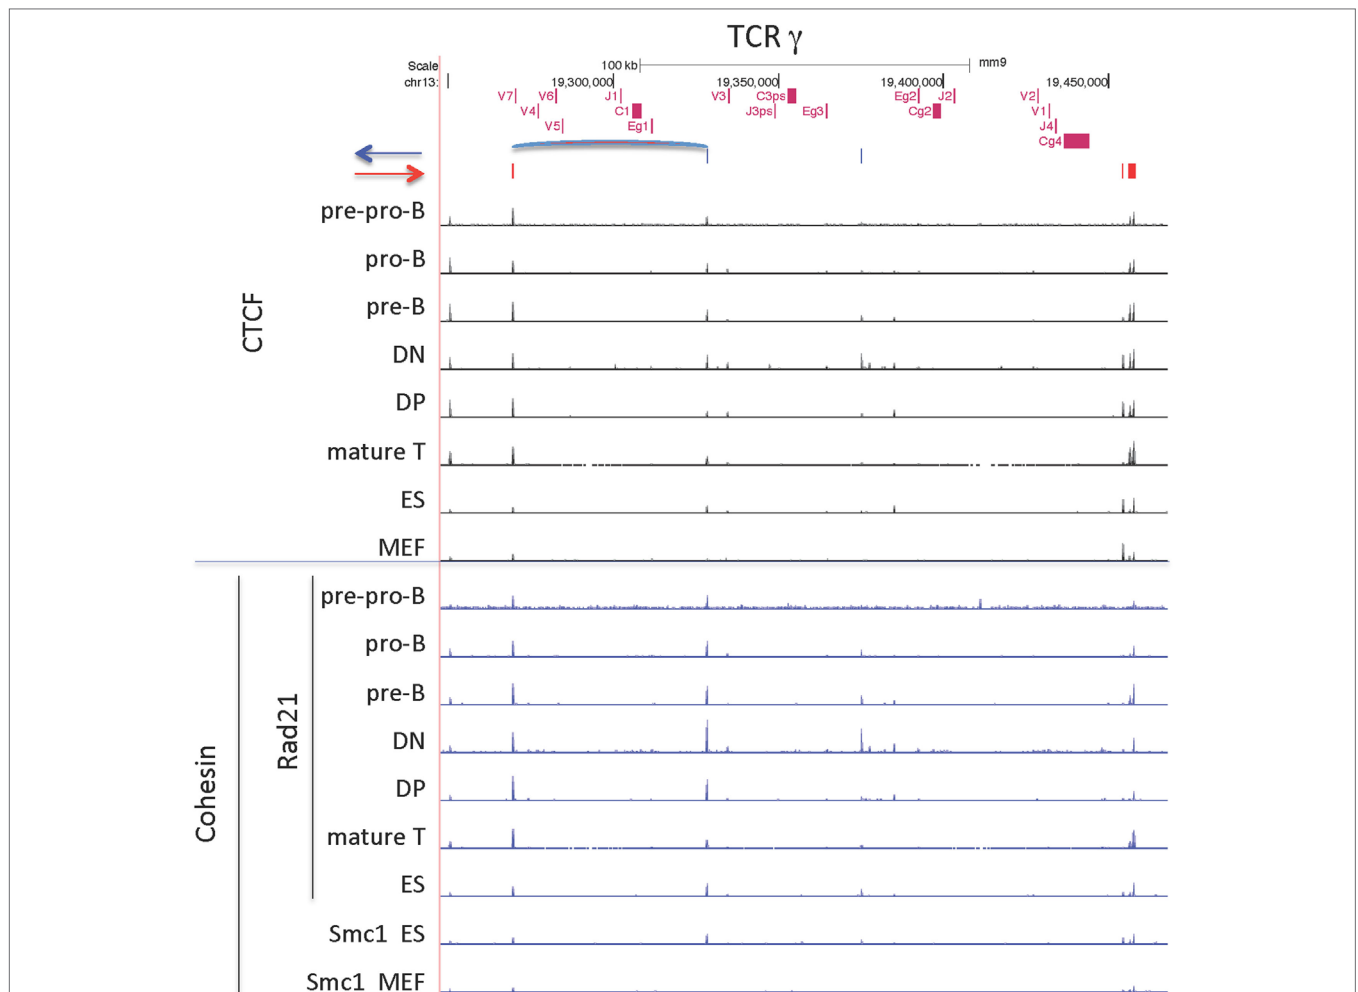 TCR γ
Scale 100 kb mm9
chr13: 19,300,000 19,350,000 19,400,000 19,450,000
V7 V6 J1 V3 C3ps Eg2 J2 V2
V4 C1 J3ps Eg3 Cg2 V1
V5 Eg1 J4
Cg4
CTCF
pre-pro-B
pro-B
pre-B
DN
DP
mature T
ES
MEF
Cohesin
Rad21
pre-pro-B
pro-B
pre-B
DN
DP
mature T
ES
Smc1 ES
Smc1 MEF